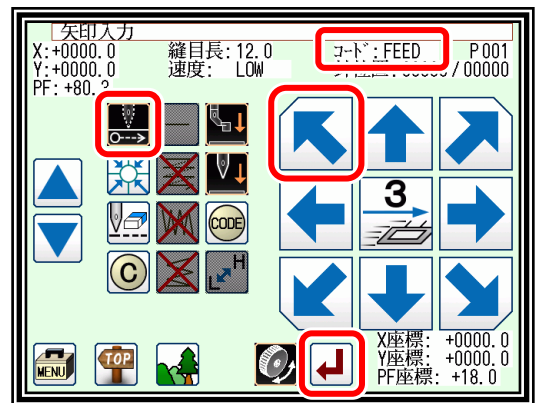 矢印入力
X:+0000.0 縫目長:12.0 コード:FEED P001
Y:+0000.0 速度: LOW 00000/00000
PF:+80.
3
CODE
C
H
L
X座標: +0000.0
Y座標: +0000.0
PF座標: +18.0
MENU TOP